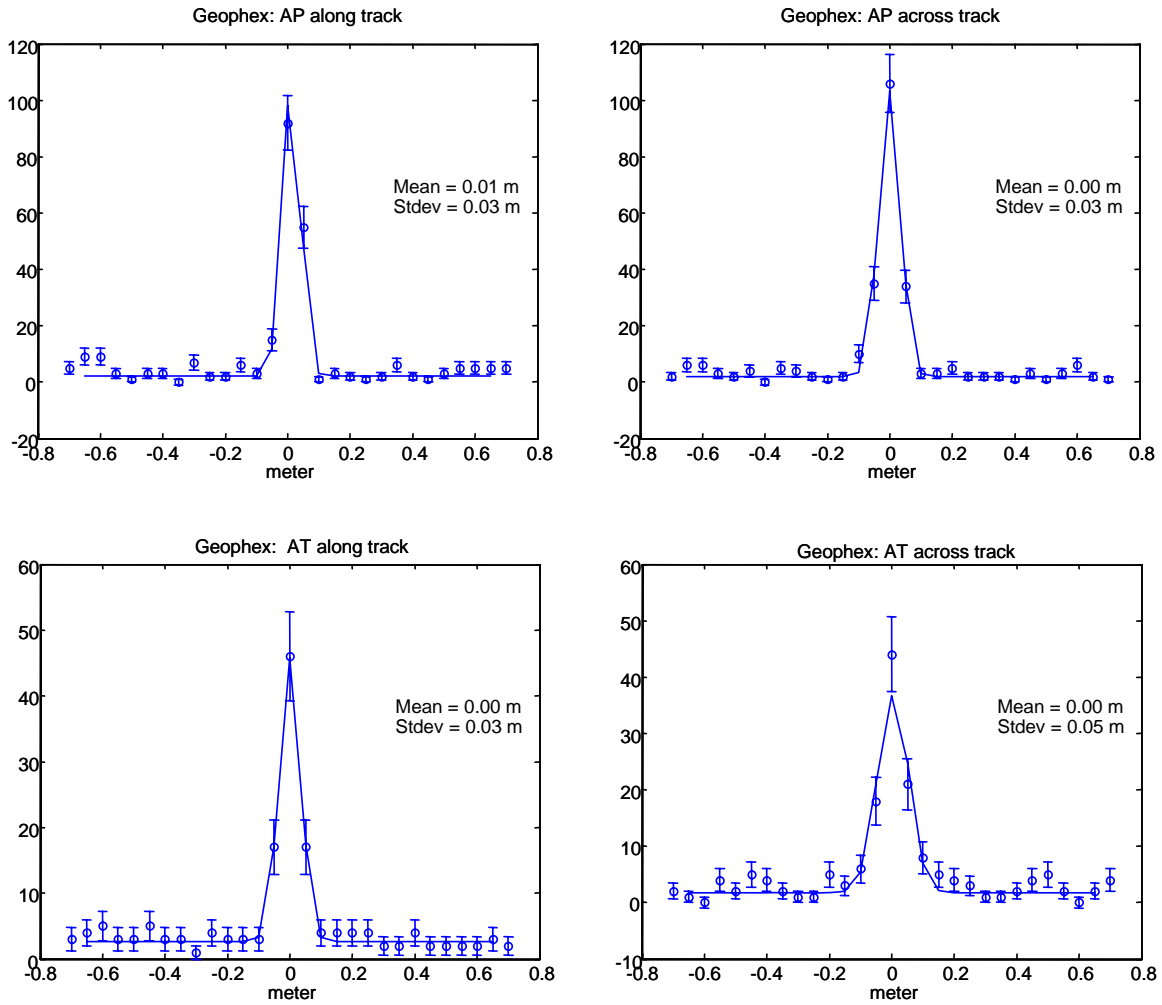 Geophex: AP along track
120
100
80
60
40
20
0
-20
-0.8 -0.6 -0.4 -0.2 0 0.2 0.4 0.6 0.8
meter
Mean = 0.01 m
Stdev = 0.03 m
Geophex: AP across track
120
100
80
60
40
20
0
-20
-0.8 -0.6 -0.4 -0.2 0 0.2 0.4 0.6 0.8
meter
Mean = 0.00 m
Stdev = 0.03 m
Geophex: AT along track
60
50
40
30
20
10
0
-0.8 -0.6 -0.4 -0.2 0 0.2 0.4 0.6 0.8
meter
Mean = 0.00 m
Stdev = 0.03 m
Geophex: AT across track
60
50
40
30
20
10
0
-10
-0.8 -0.6 -0.4 -0.2 0 0.2 0.4 0.6 0.8
meter
Mean = 0.00 m
Stdev = 0.05 m